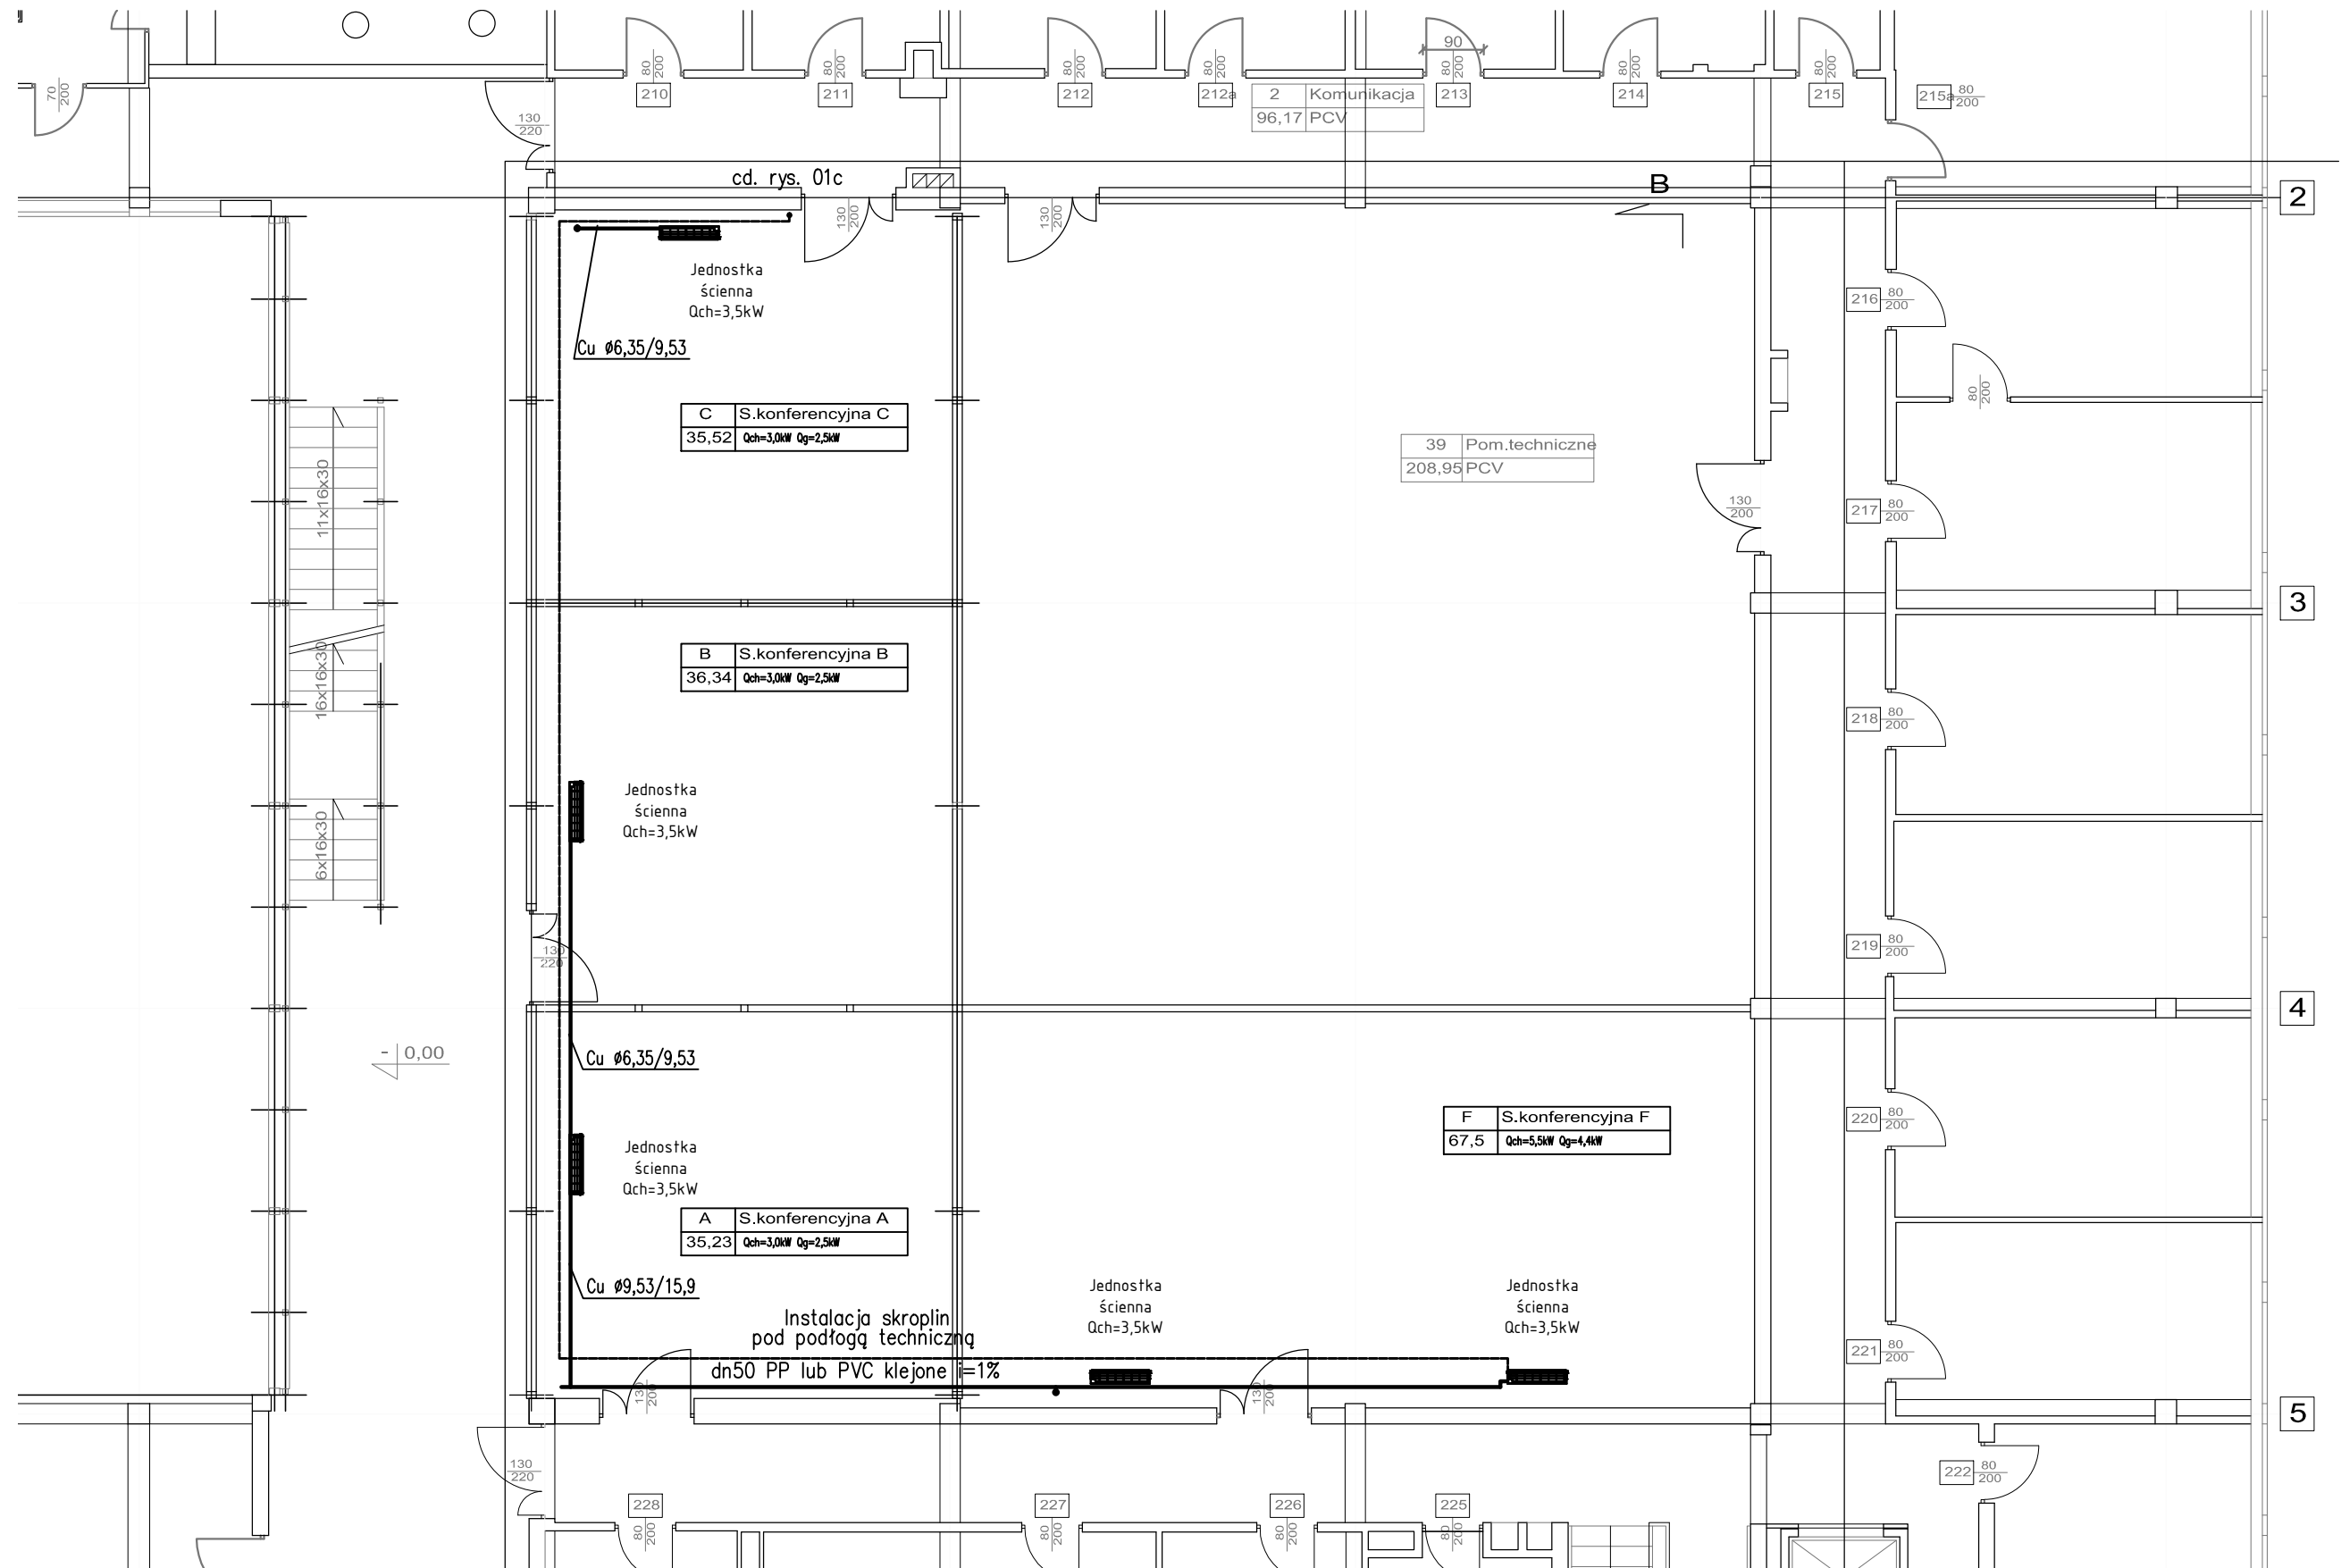 70
200
130
220
80
200
210
80
200
211
80
200
212
80
200
212a
90
80
200
213
80
200
214
80
200
215
215a
80
200
2 Komunikacja
96,17 PCV
cd. rys. 01c
B
2
130
200
130
200
Jednostka
ścienna
Qch=3,5kW
Cu ø6,35/9,53
216
80
200
80
200
C S.konferencyjna C
35,52 Qch=3,0kW Qg=2,5kW
39 Pom.techniczne
208,95 PCV
11x16x30
130
200
217
80
200
3
B S.konferencyjna B
36,34 Qch=3,0kW Qg=2,5kW
16x16x30
218
80
200
Jednostka
ścienna
Qch=3,5kW
6x16x30
130
220
219
80
200
4
- 0,00
Cu ø6,35/9,53
F S.konferencyjna F
67,5 Qch=5,5kW Qg=4,4kW
220
80
200
Jednostka
ścienna
Qch=3,5kW
A S.konferencyjna A
35,23 Qch=3,0kW Qg=2,5kW
Cu ø9,53/15,9
Jednostka
ścienna
Qch=3,5kW
Jednostka
ścienna
Qch=3,5kW
Instalacja skroplin
pod podłogą techniczną
dn50 PP lub PVC klejone i=1%
221
80
200
130
200
130
200
5
130
220
222
80
200
228
80
200
227
80
200
226
80
200
225
80
200